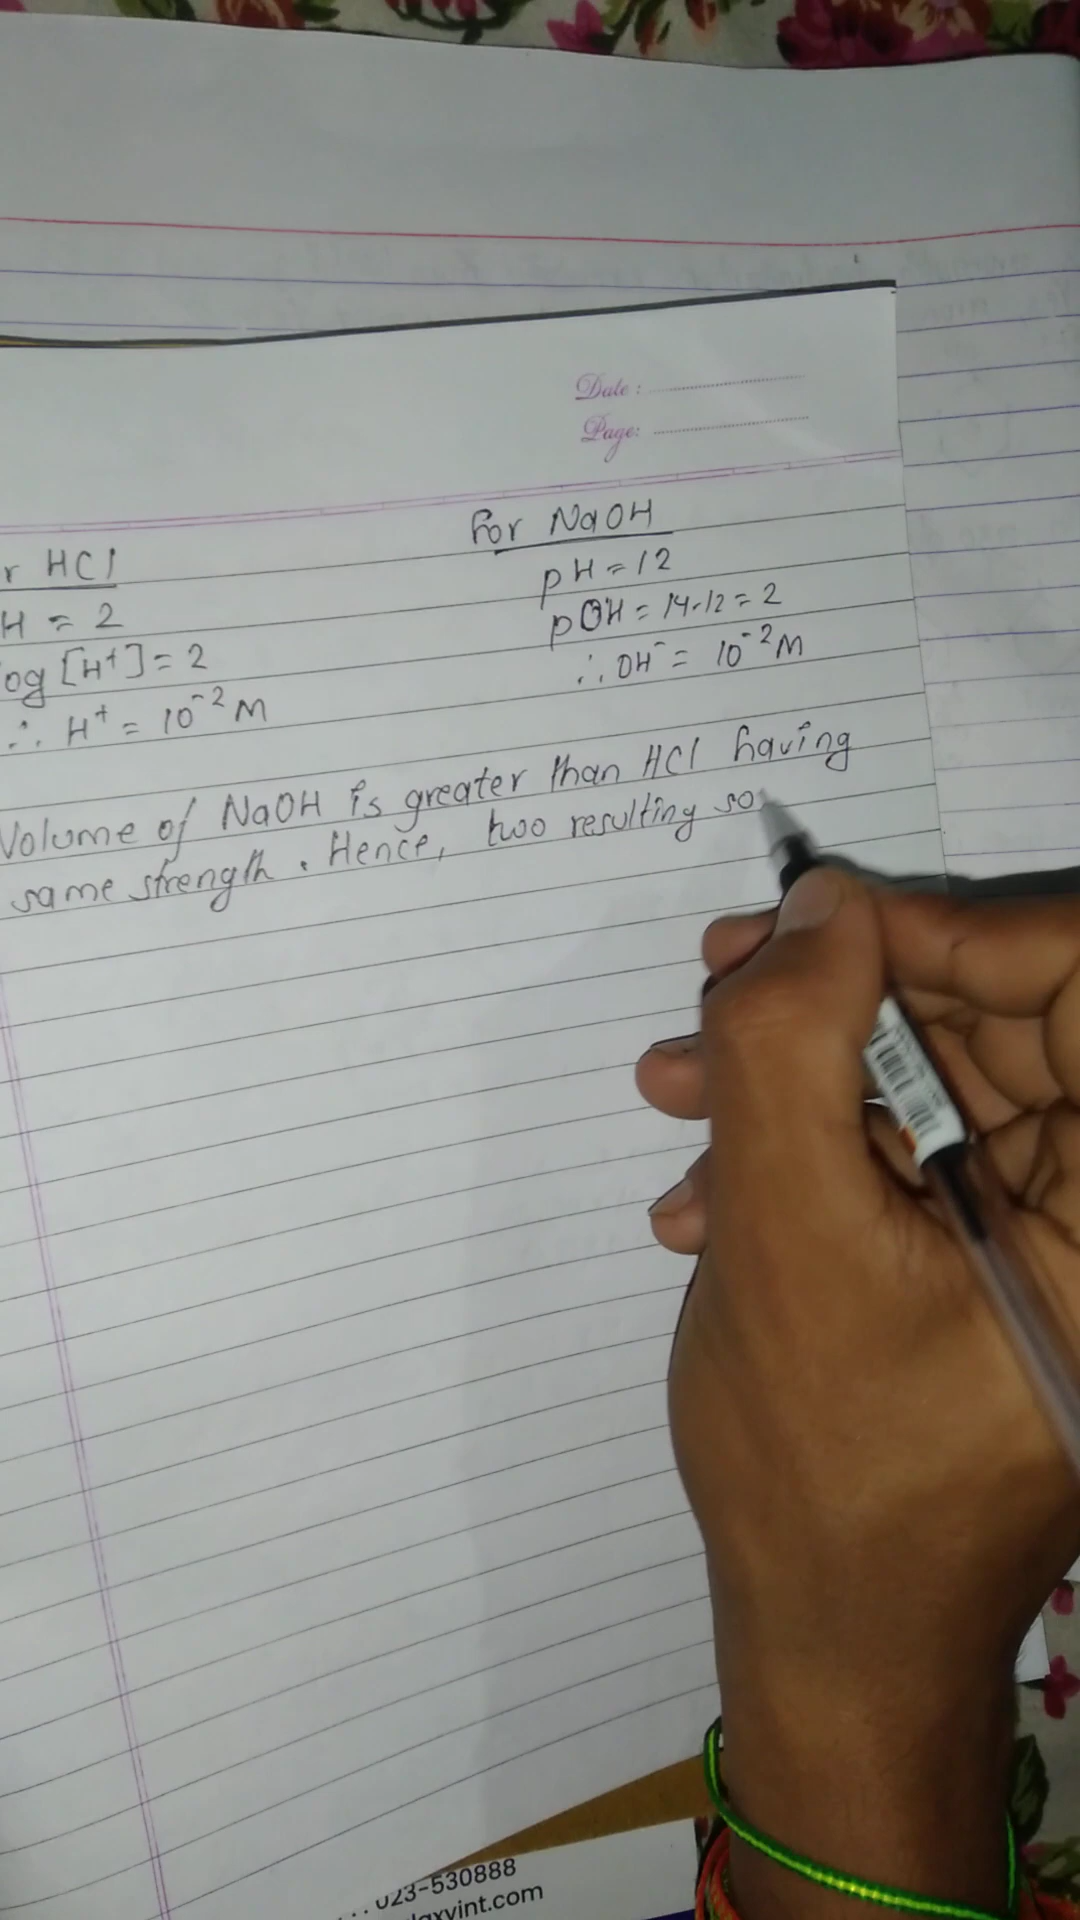 Date :
Page:
r HCl
For NaOH
H = 2
pH = 12
og [H⁺] = 2
pOH = 14-12 = 2
∴ H⁺ = 10⁻² M
∴ OH⁻ = 10⁻² M
Volume of NaOH is greater than HCl having
same strength. Hence, two resulting so
023-530888
axyint.com